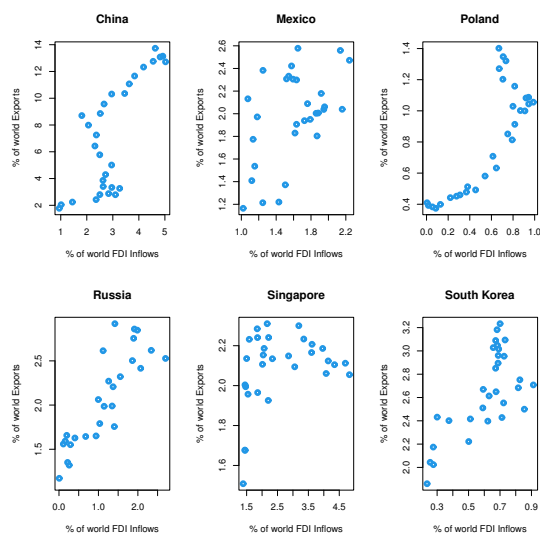 China
% of world Exports
14
12
10
8
6
4
2
0 1 2 3 4 5
% of world FDI Inflows
Mexico
% of world Exports
2.6
2.4
2.2
2.0
1.8
1.6
1.4
1.2
1.0 1.4 1.8 2.2
% of world FDI Inflows
Poland
% of world Exports
1.4
1.2
1.0
0.8
0.6
0.4
0.0 0.2 0.4 0.6 0.8 1.0
% of world FDI Inflows
Russia
% of world Exports
2.5
2.0
1.5
0.0 1.0 2.0
% of world FDI Inflows
Singapore
% of world Exports
2.2
2.0
1.8
1.6
1.5 2.5 3.5 4.5
% of world FDI Inflows
South Korea
% of world Exports
3.2
2.8
2.4
2.0
0.3 0.5 0.7 0.9
% of world FDI Inflows